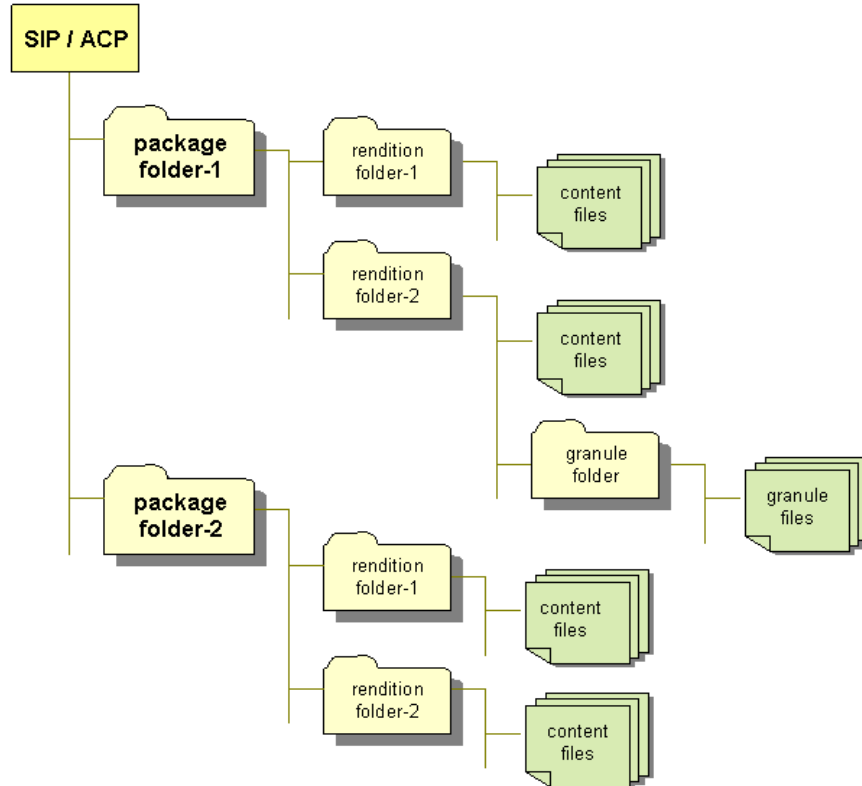 SIP / ACP
package
folder-1
rendition
folder-1
content
files
rendition
folder-2
content
files
granule
folder
granule
files
package
folder-2
rendition
folder-1
content
files
rendition
folder-2
content
files